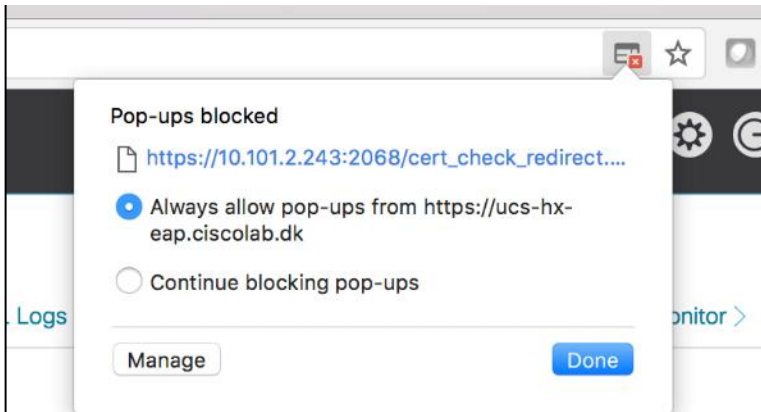 Pop-ups blocked
https://10.101.2.243:2068/cert_check_redirect....
Always allow pop-ups from https://ucs-hx-
eap.ciscolab.dk
Continue blocking pop-ups
Logs
onitor >
Manage
Done